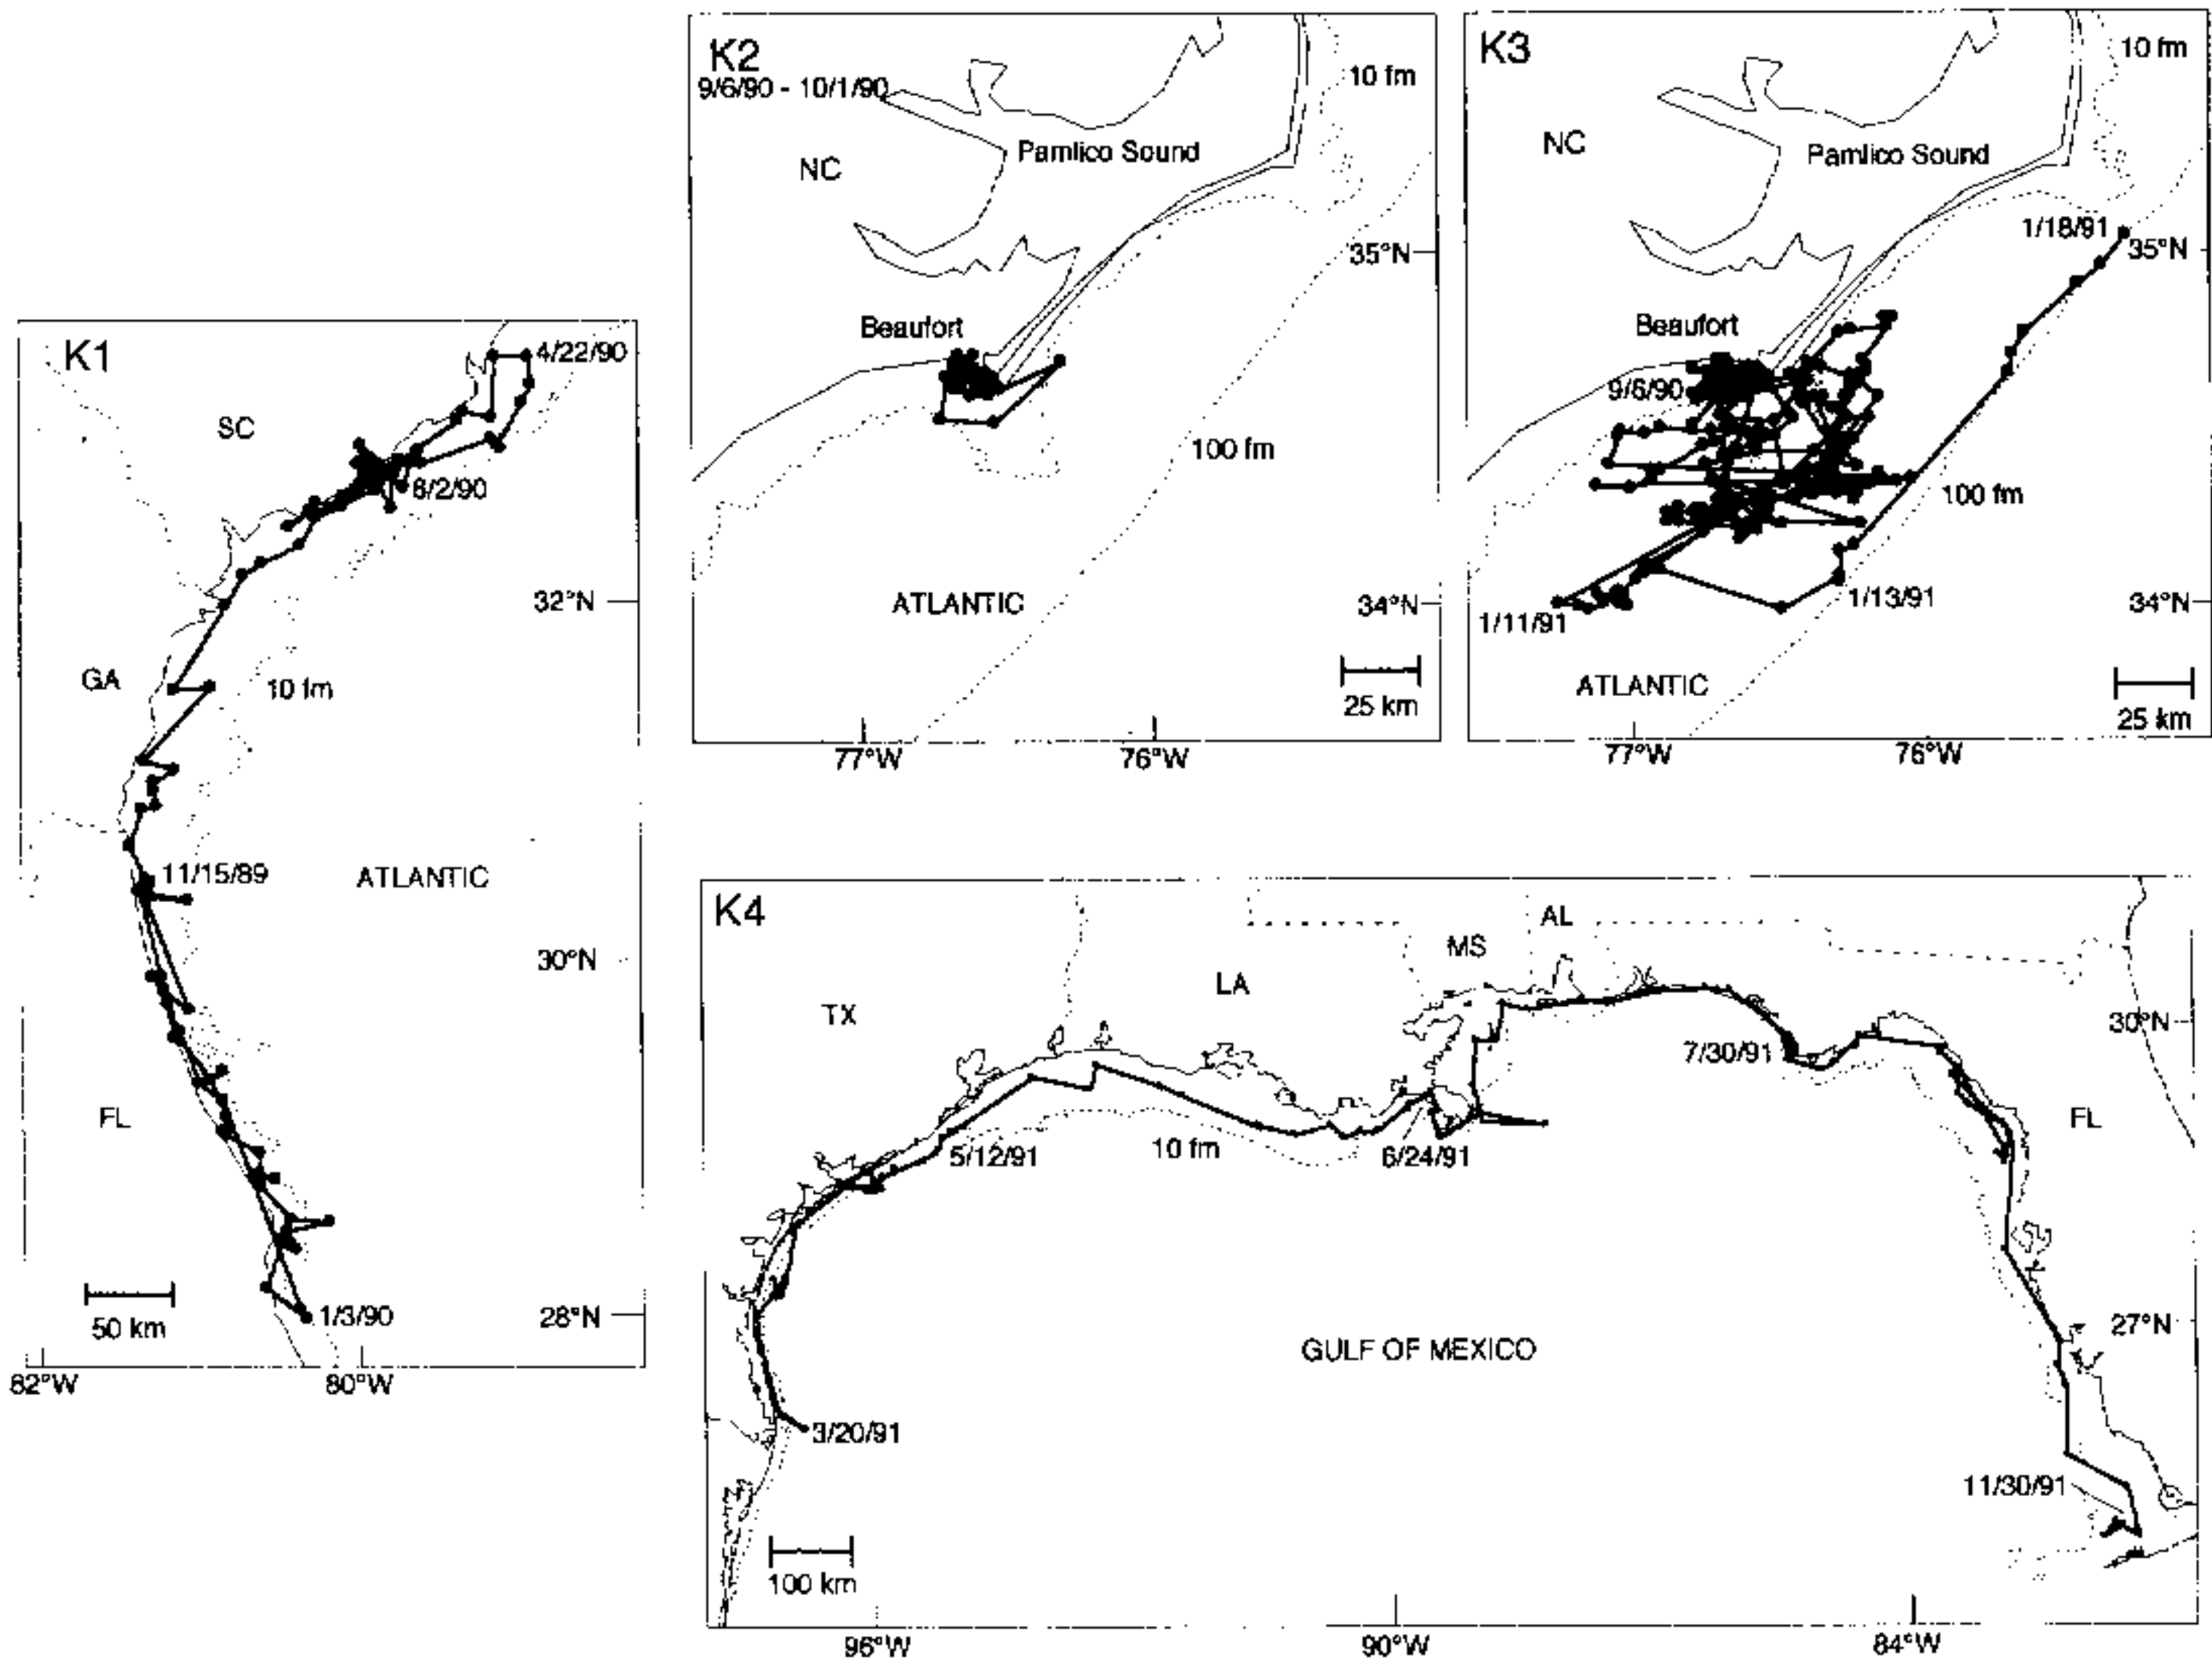 K1
4/22/90
SC
6/2/90
32°N
GA
10 fm
11/15/89
ATLANTIC
30°N
FL
50 km
1/3/90
28°N
82°W
80°W
K2
9/6/90 - 10/1/90
10 fm
NC
Pamlico Sound
35°N
Beaufort
100 fm
ATLANTIC
34°N
25 km
77°W
76°W
K3
10 fm
NC
Pamlico Sound
1/18/91
35°N
Beaufort
9/6/90
100 fm
1/13/91
34°N
1/11/91
ATLANTIC
25 km
77°W
76°W
K4
AL
MS
LA
TX
30°N
7/30/91
FL
5/12/91
10 fm
6/24/91
27°N
GULF OF MEXICO
3/20/91
11/30/91
100 km
96°W
90°W
84°W